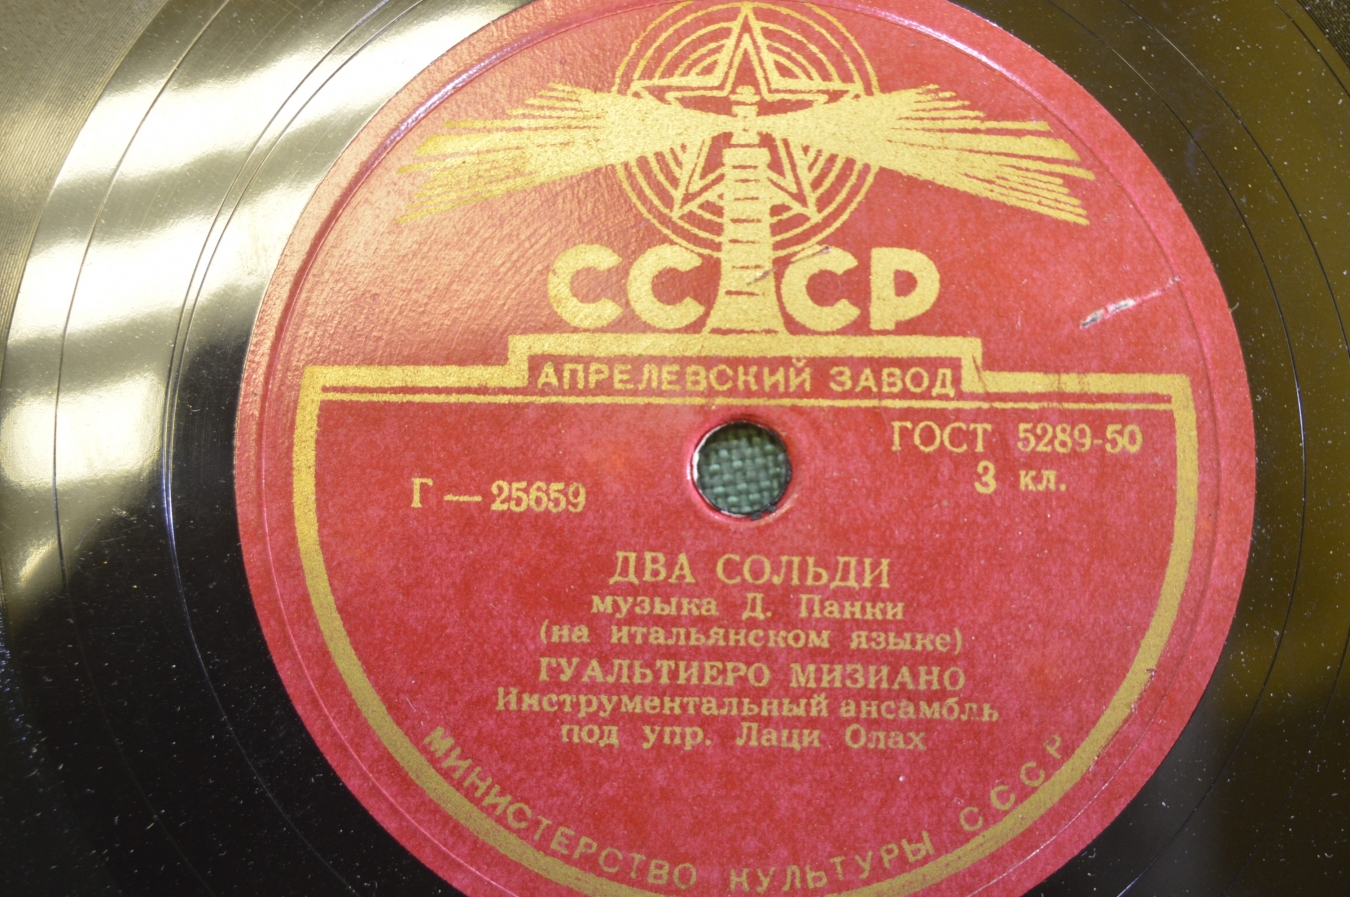 СССР
АПРЕЛЕВСКИЙ ЗАВОД
ГОСТ 5289-50
3 кл.
Г — 25659
ДВА СОЛЬДИ
музыка Д. Панки
(на итальянском языке)
ГУАЛЬТИЕРО МИЗИАНО
Инструментальный ансамбль
под упр. Лаци Олах
МИНИСТЕРСТВО КУЛЬТУРЫ СССР